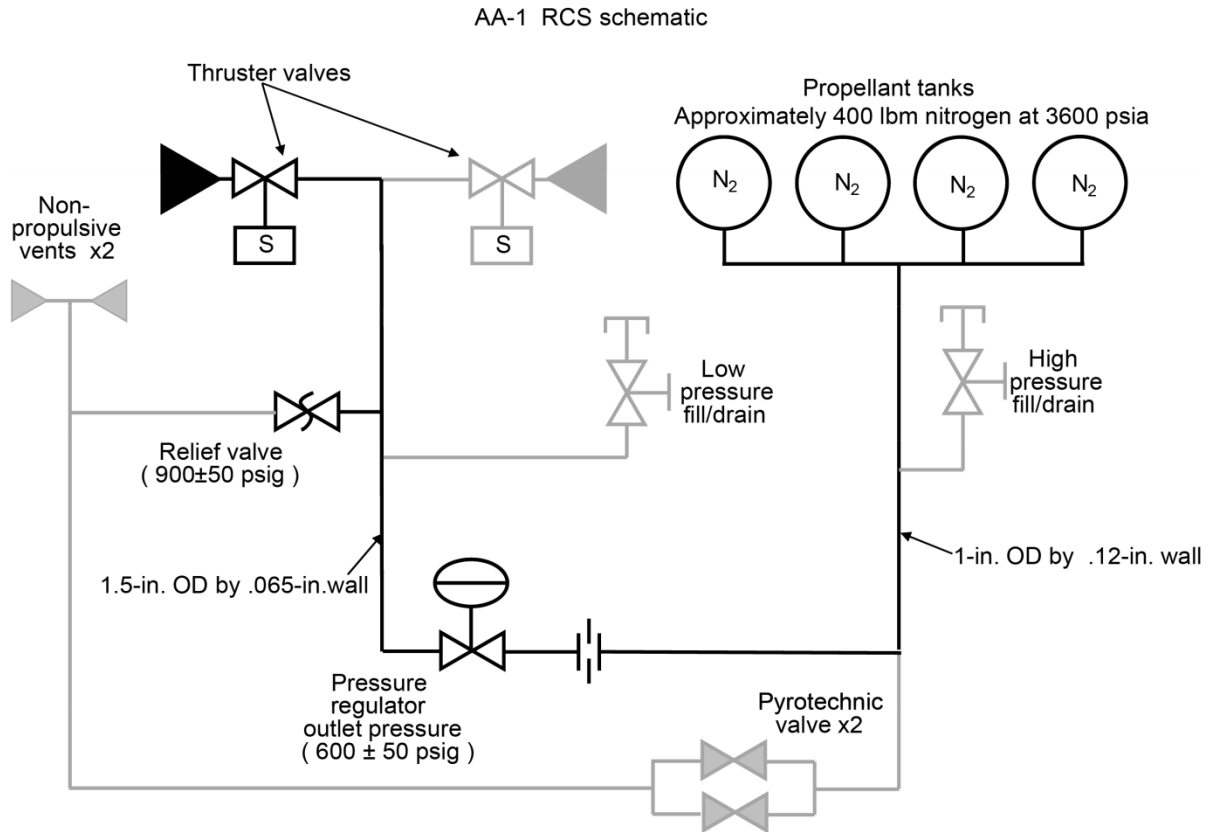 AA-1 RCS schematic
Thruster valves
Propellant tanks
Approximately 400 lbm nitrogen at 3600 psia
N2
N2
N2
N2
Non-
propulsive
vents x2
S
S
Low
pressure
fill/drain
High
pressure
fill/drain
Relief valve
( 900±50 psig )
1.5-in. OD by .065-in.wall
1-in. OD by .12-in. wall
Pressure
regulator
outlet pressure
( 600 ± 50 psig )
Pyrotechnic
valve x2